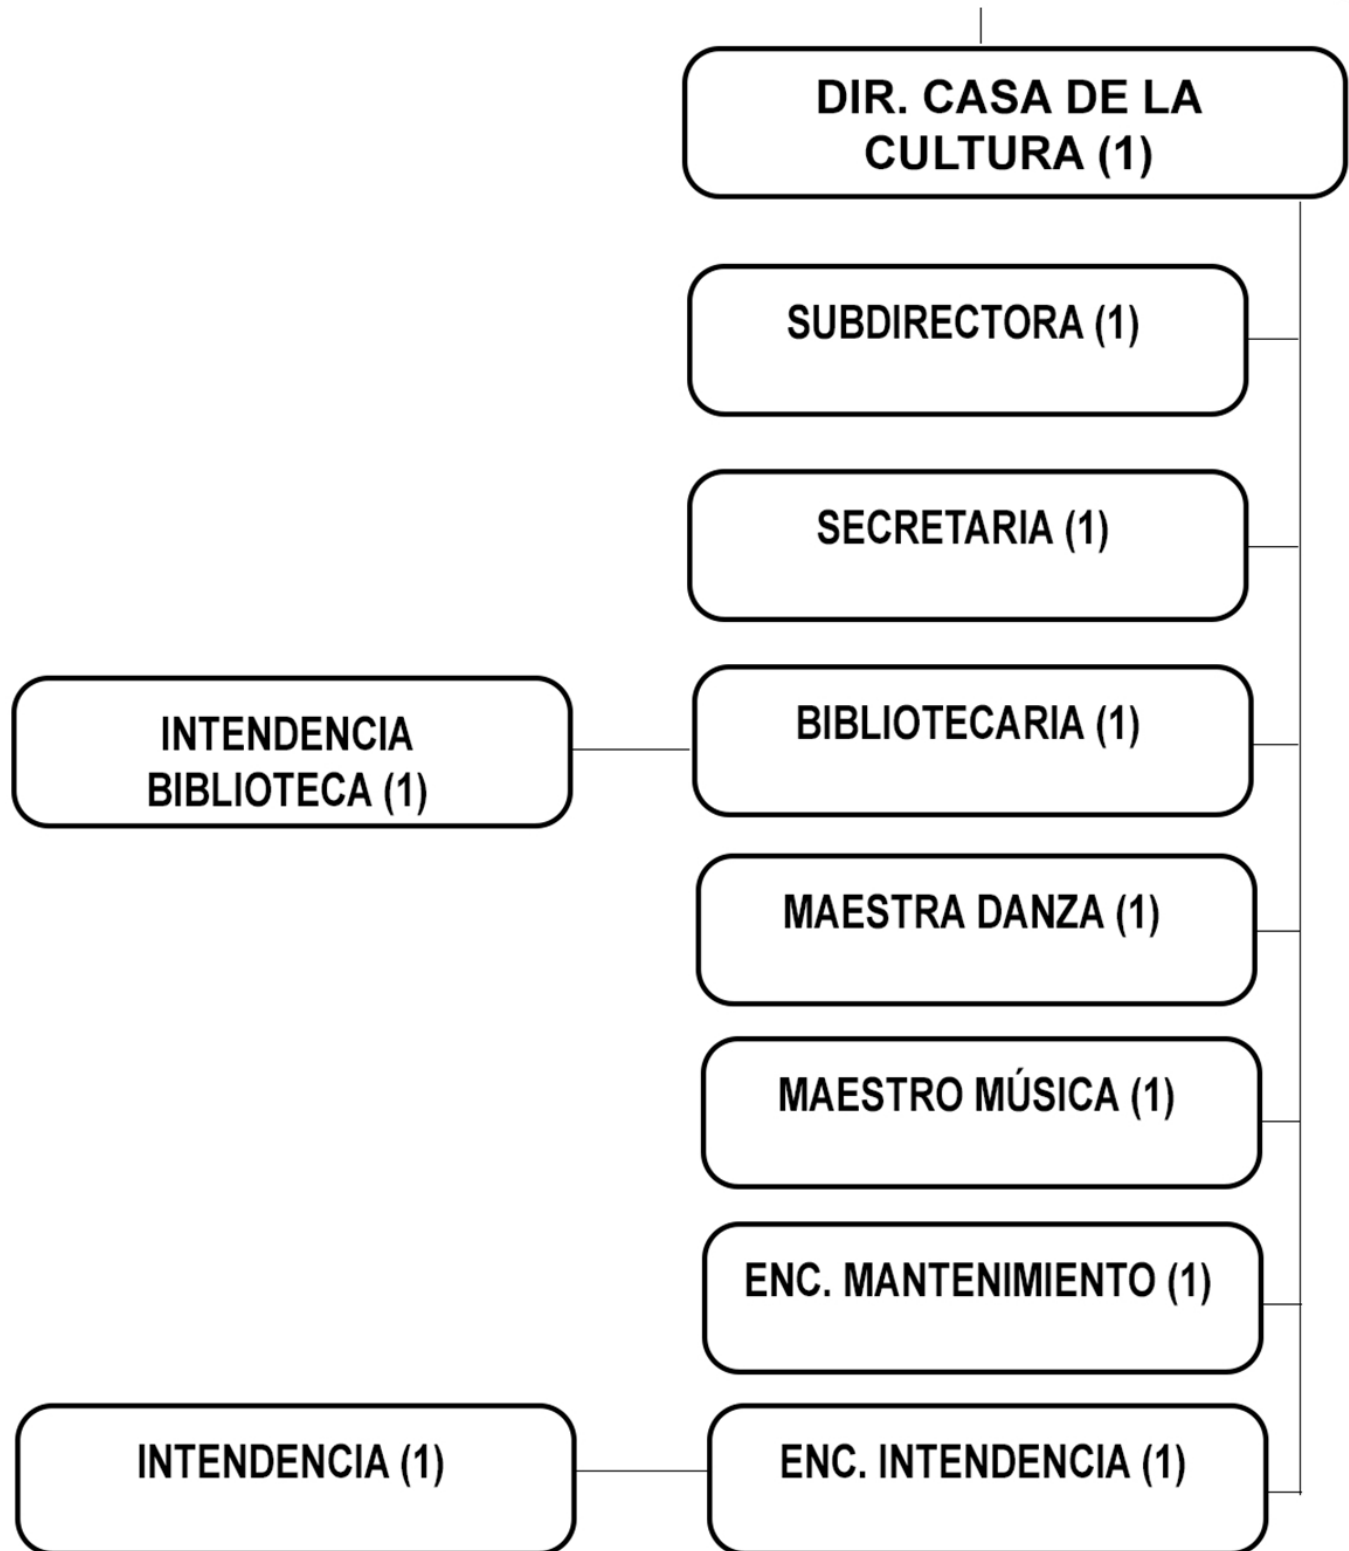 DIR. CASA DE LA
CULTURA (1)
SUBDIRECTORA (1)
SECRETARIA (1)
INTENDENCIA
BIBLIOTECA (1)
BIBLIOTECARIA (1)
MAESTRA DANZA (1)
MAESTRO MÚSICA (1)
ENC. MANTENIMIENTO (1)
INTENDENCIA (1)
ENC. INTENDENCIA (1)